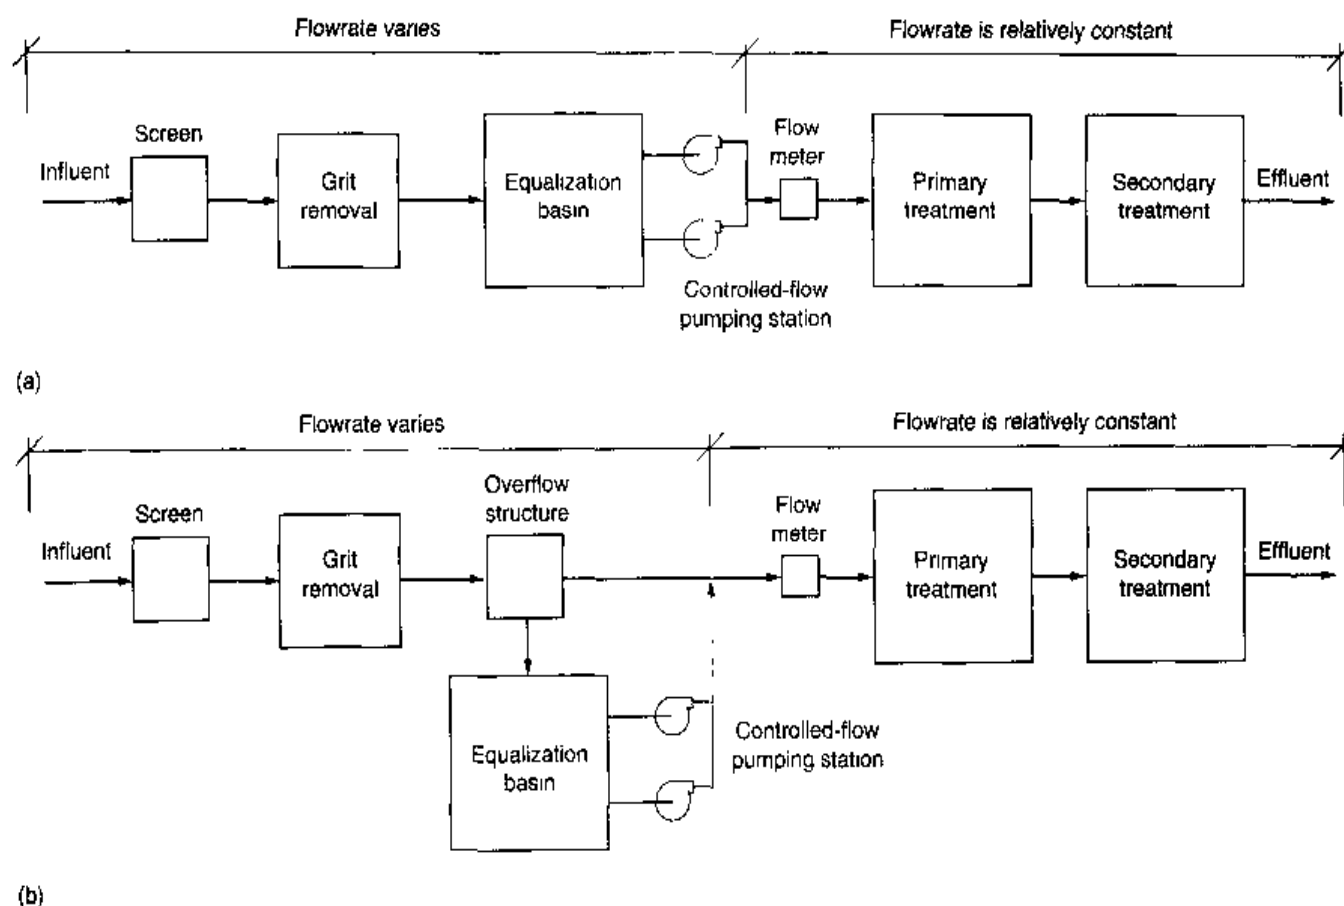 Flowrate varies
Flowrate is relatively constant
Screen
Influent
Grit
removal
Equalization
basin
Controlled-flow
pumping station
Flow
meter
Primary
treatment
Secondary
treatment
Effluent
(a)
Flowrate varies
Flowrate is relatively constant
Screen
Influent
Grit
removal
Overflow
structure
Equalization
basin
Controlled-flow
pumping station
Flow
meter
Primary
treatment
Secondary
treatment
Effluent
(b)